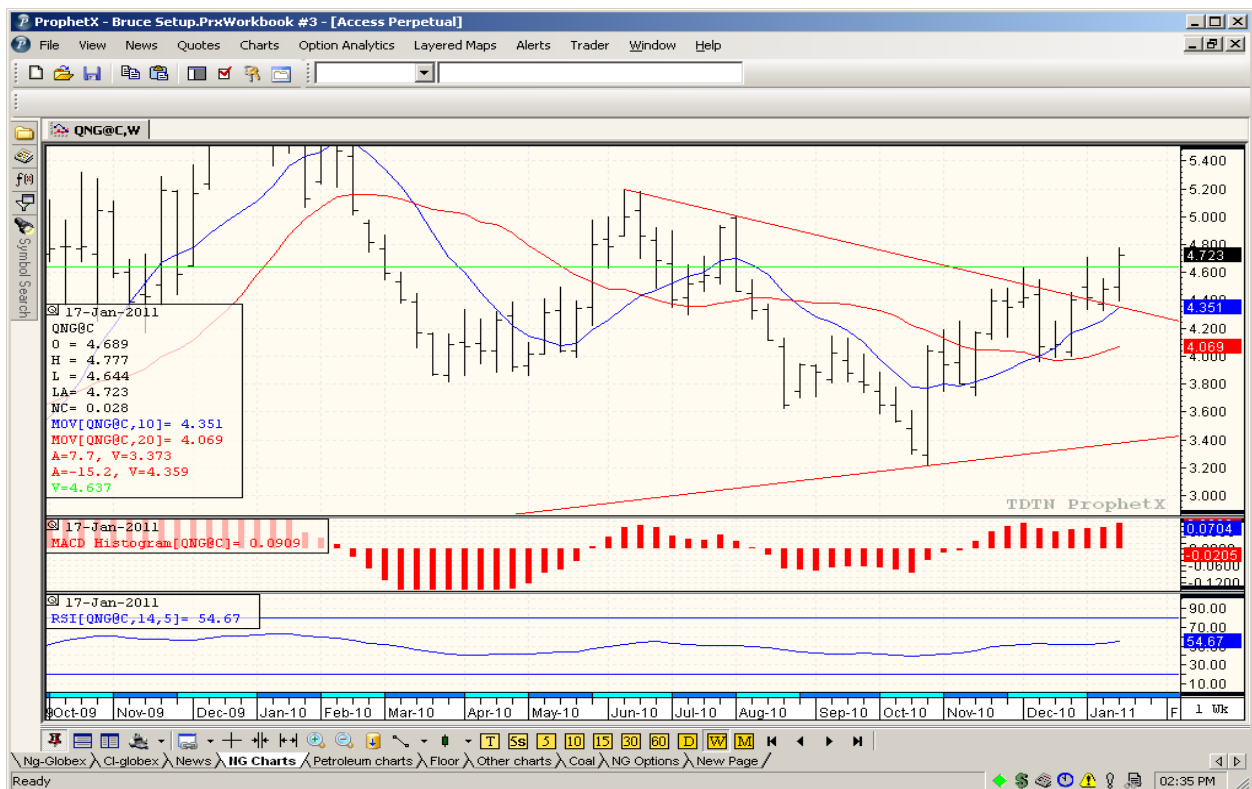 ProphetX - Bruce Setup.PrxWorkbook #3 - [Access Perpetual]
File View News Quotes Charts Option Analytics Layered Maps Alerts Trader Window Help
QNG@C,W
Symbol Search
5.400
5.200
5.000
4.800
4.723
4.600
4.400
4.351
4.200
4.069
4.000
3.800
3.600
3.400
3.200
3.000
17-Jan-2011
QNG@C
O = 4.689
H = 4.777
L = 4.644
LA= 4.723
NC= 0.028
MOV[QNG@C,10]= 4.351
MOV[QNG@C,20]= 4.069
A=7.7, V=3.373
A=-15.2, V=4.359
V=4.637
TDTN ProphetX
17-Jan-2011
MACD Histogram[QNG@C]= 0.0909
0.0704
-0.0205
-0.0600
-0.1200
17-Jan-2011
RSI[QNG@C,14,5]= 54.67
90.00
70.00
54.67
30.00
10.00
9 Oct-09 Nov-09 Dec-09 Jan-10 Feb-10 Mar-10 Apr-10 May-10 Jun-10 Jul-10 Aug-10 Sep-10 Oct-10 Nov-10 Dec-10 Jan-11 F 1 Wk
T Ss 5 10 15 30 60 D W M
Ng-Globex Cl-globex News NG Charts Petroleum charts Floor Other charts Coal NG Options New Page
Ready 02:35 PM